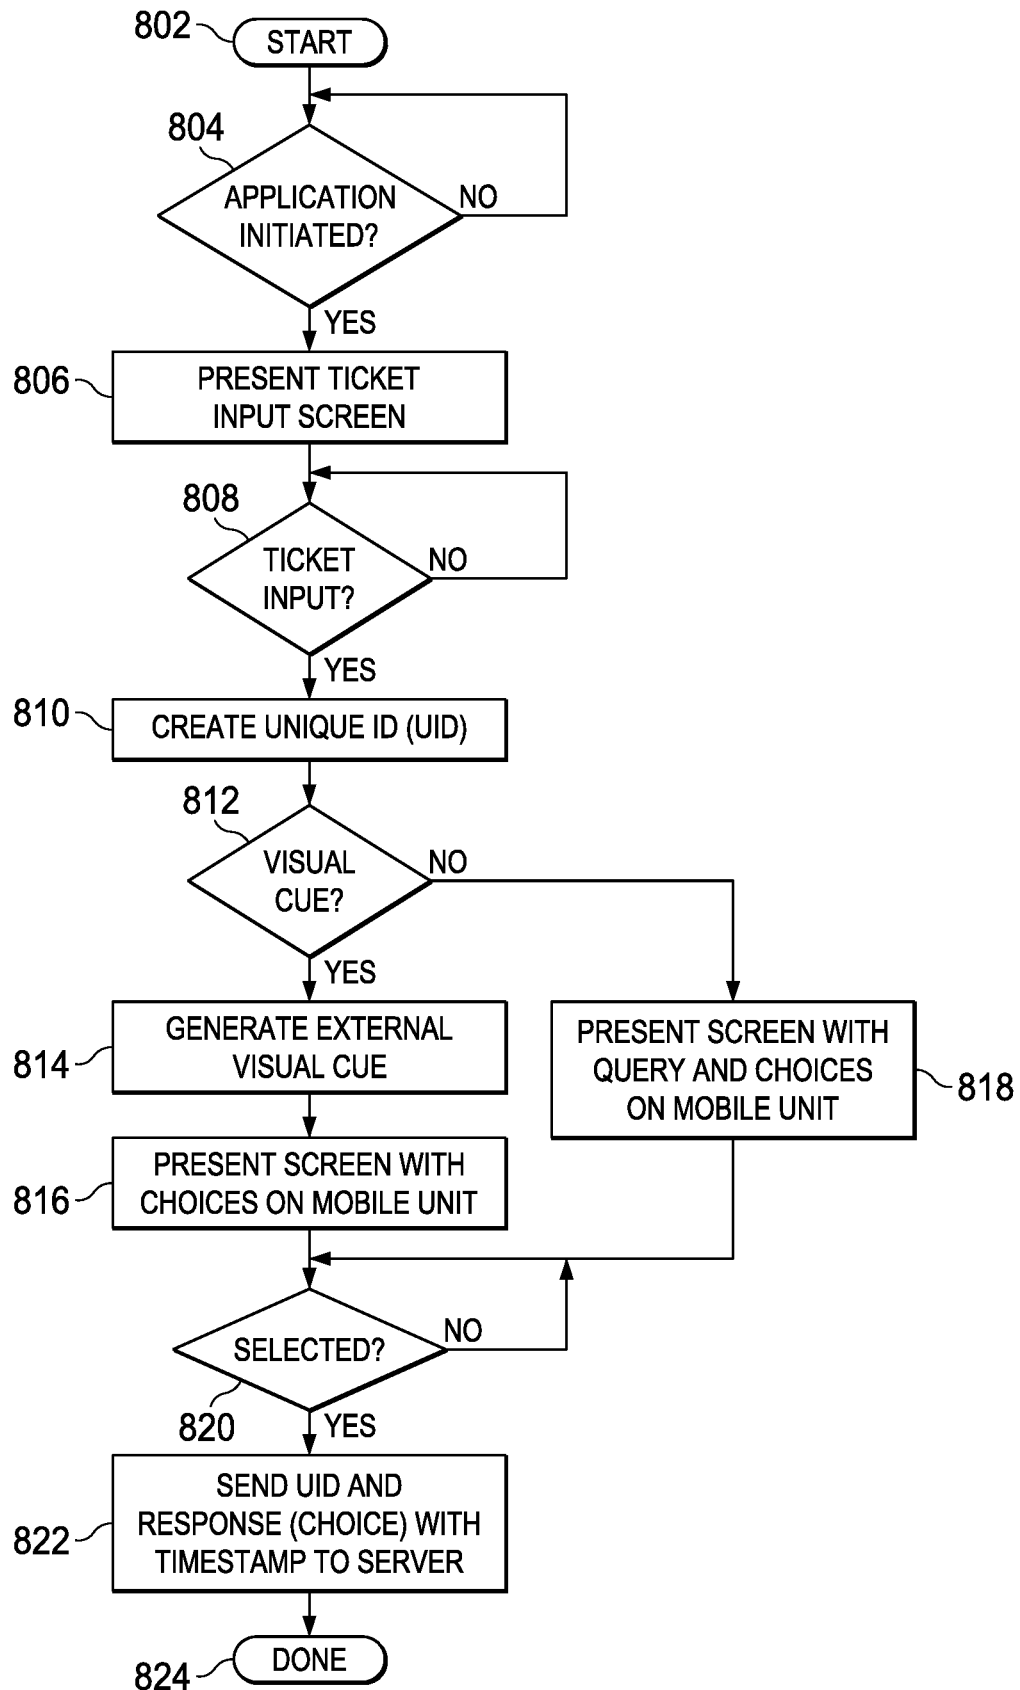 802
START
804
APPLICATION
INITIATED?
NO
YES
806
PRESENT TICKET
INPUT SCREEN
808
TICKET
INPUT?
NO
YES
810
CREATE UNIQUE ID (UID)
812
VISUAL
CUE?
NO
YES
814
GENERATE EXTERNAL
VISUAL CUE
PRESENT SCREEN WITH
QUERY AND CHOICES
ON MOBILE UNIT
818
816
PRESENT SCREEN WITH
CHOICES ON MOBILE UNIT
SELECTED?
NO
820
YES
822
SEND UID AND
RESPONSE (CHOICE) WITH
TIMESTAMP TO SERVER
DONE
824